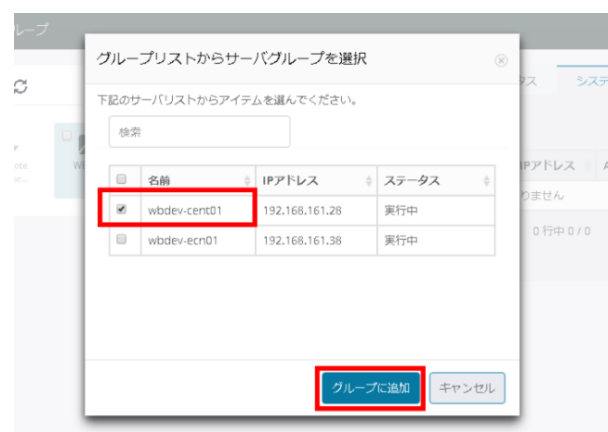 ループ
グループリストからサーバグループを選択
タス システ
下記のサーバリストからアイテムを選んでください。
検索
名前 IPアドレス ステータス
IPアドレス
wbdev-cent01 192.168.161.28 実行中
りません
wbdev-ecn01 192.168.161.38 実行中
0 行中 0 / 0
グループに追加 キャンセル